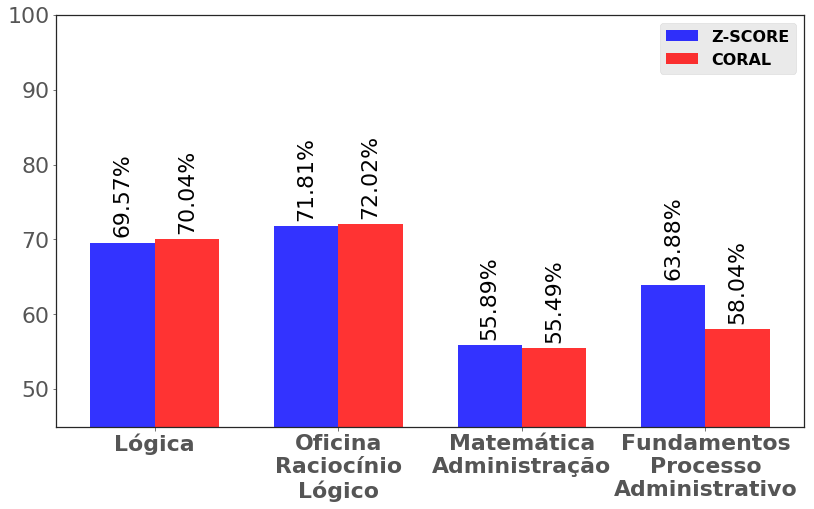 100
90
80
70
60
50
Z-SCORE
CORAL
69.57%
70.04%
71.81%
72.02%
55.89%
55.49%
63.88%
58.04%
Lógica
Oficina
Raciocínio
Lógico
Matemática
Administração
Fundamentos
Processo
Administrativo